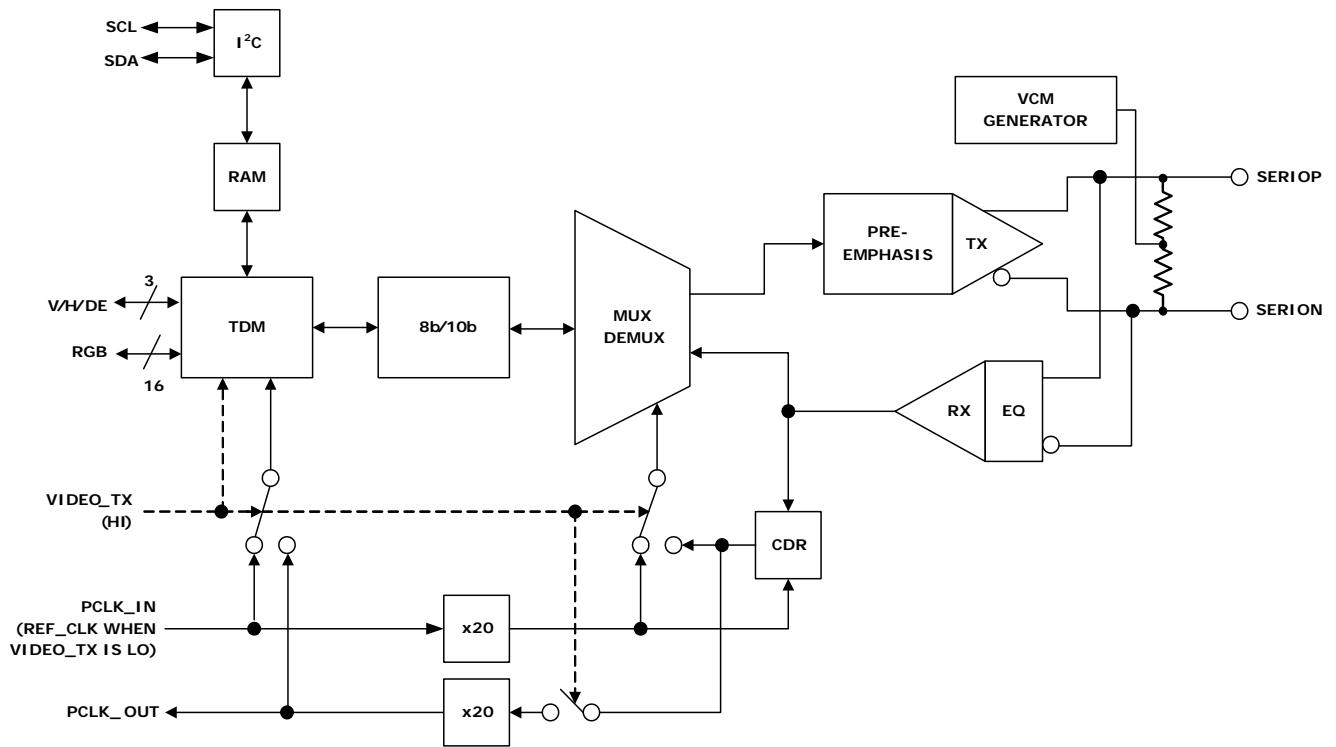 SCL
SDA
I²C
RAM
VCM
GENERATOR
SERIOP
PRE-
EMPHASIS
TX
V/H/DE
3
RGB
16
TDM
8b/10b
MUX
DEMUX
SERION
RX
EQ
VIDEO_TX
(HI)
CDR
PCLK_IN
(REF_CLK WHEN
VIDEO_TX IS LO)
x20
PCLK_OUT
x20